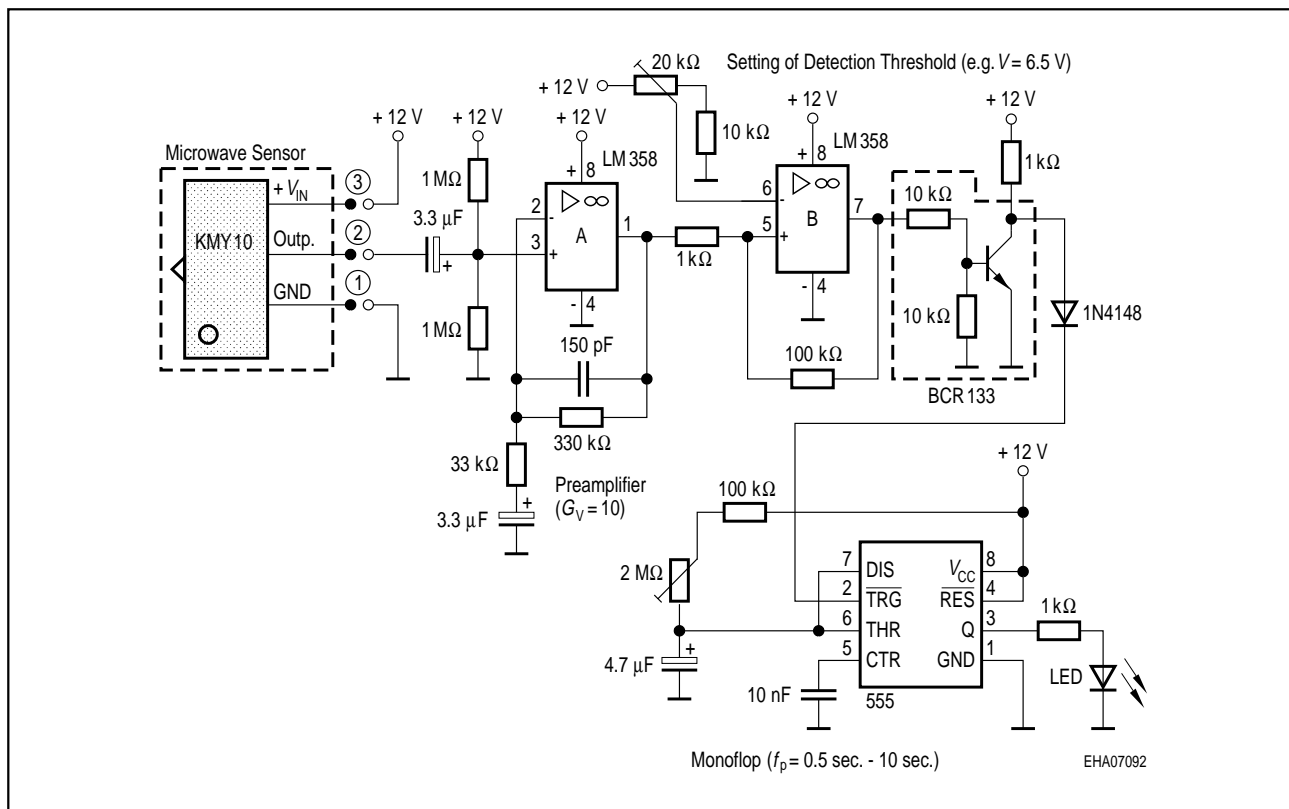 20 kΩ
Setting of Detection Threshold (e.g. V = 6.5 V)
+ 12 V
+ 12 V
+ 12 V
+ 12 V
+ 12 V
+ 12 V
10 kΩ
1 kΩ
Microwave Sensor
LM 358
LM 358
+ VIN
3
1 MΩ
+ 8
+ 8
10 kΩ
KMY 10
Outp.
2
3.3 µF
+
2
-
▷ ∞
A
3
+
1
1 kΩ
6
-
▷ ∞
B
5
+
7
GND
1
- 4
- 4
1 MΩ
10 kΩ
1N4148
150 pF
100 kΩ
BCR 133
330 kΩ
33 kΩ
Preamplifier
(GV = 10)
3.3 µF
+
100 kΩ
+ 12 V
2 MΩ
7 DIS
VCC 8
2 TRG
RES 4
6 THR
Q 3
1 kΩ
5 CTR
GND 1
4.7 µF
+
10 nF
555
LED
Monoflop (fp = 0.5 sec. - 10 sec.)
EHA07092